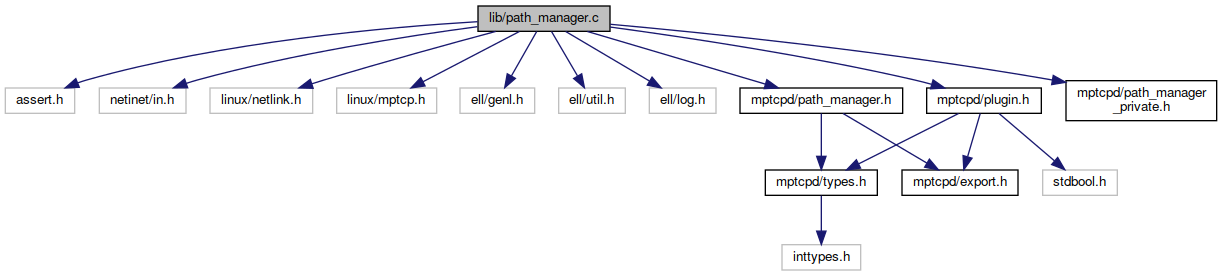 lib/path_manager.c
assert.h
netinet/in.h
linux/netlink.h
linux/mptcp.h
ell/genl.h
ell/util.h
ell/log.h
mptcpd/path_manager.h
mptcpd/plugin.h
mptcpd/path_manager
_private.h
mptcpd/types.h
mptcpd/export.h
stdbool.h
inttypes.h